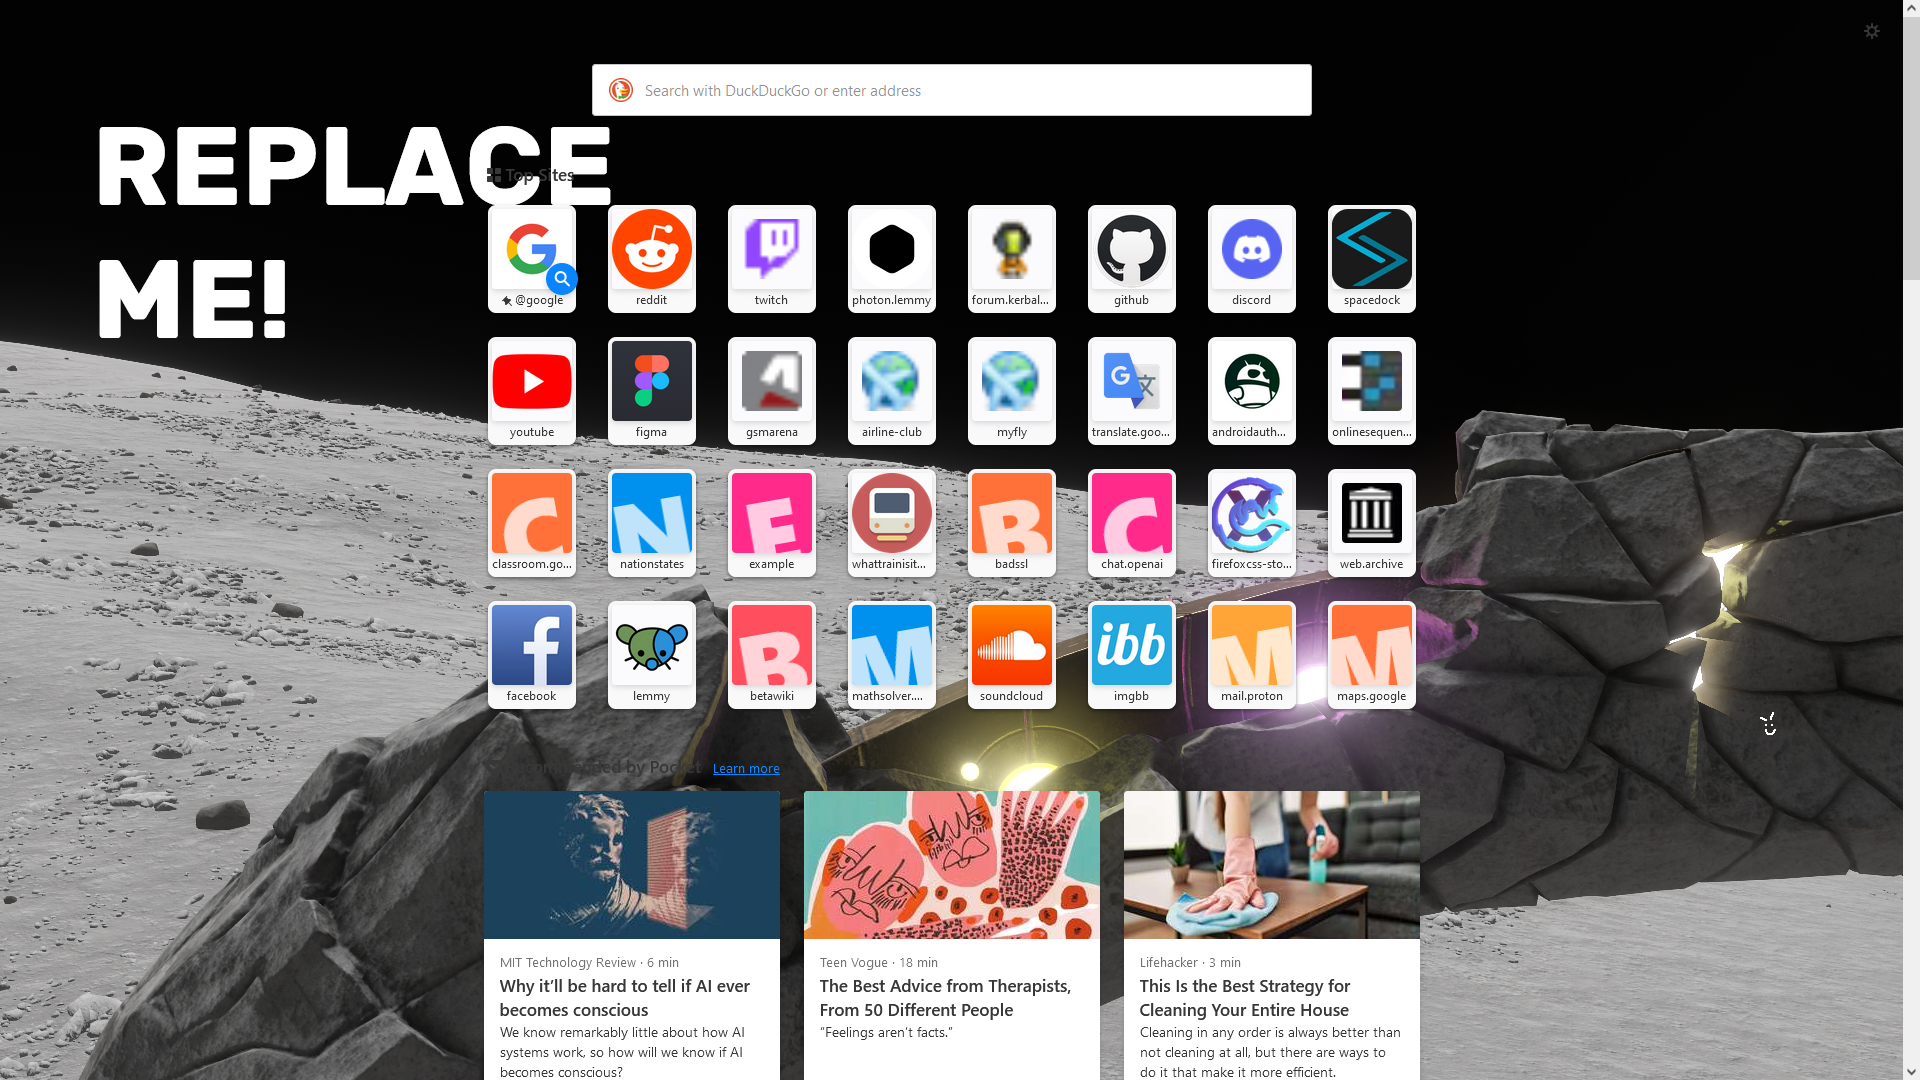 Search with DuckDuckGo or enter address
REPLACE
ME!
Top Sites
@google
reddit
twitch
photon.lemmy
forum.kerbal...
github
discord
spacedock
youtube
figma
gsmarena
airline-club
myfly
translate.goo...
androidauth...
onlinesequen...
classroom.go...
nationstates
example
whattrainisit...
badssl
chat.openai
firefoxcss-sto...
web.archive
facebook
lemmy
betawiki
mathsolver....
soundcloud
ibb
imgbb
mail.proton
maps.google
by Pocket Learn more
MIT Technology Review · 6 min
Why it’ll be hard to tell if AI ever
becomes conscious
We know remarkably little about how AI
systems work, so how will we know if AI
becomes conscious?
Teen Vogue · 18 min
The Best Advice from Therapists,
From 50 Different People
“Feelings aren’t facts.”
Lifehacker · 3 min
This Is the Best Strategy for
Cleaning Your Entire House
Cleaning in any order is always better than
not cleaning at all, but there are ways to
do it that make it more efficient.